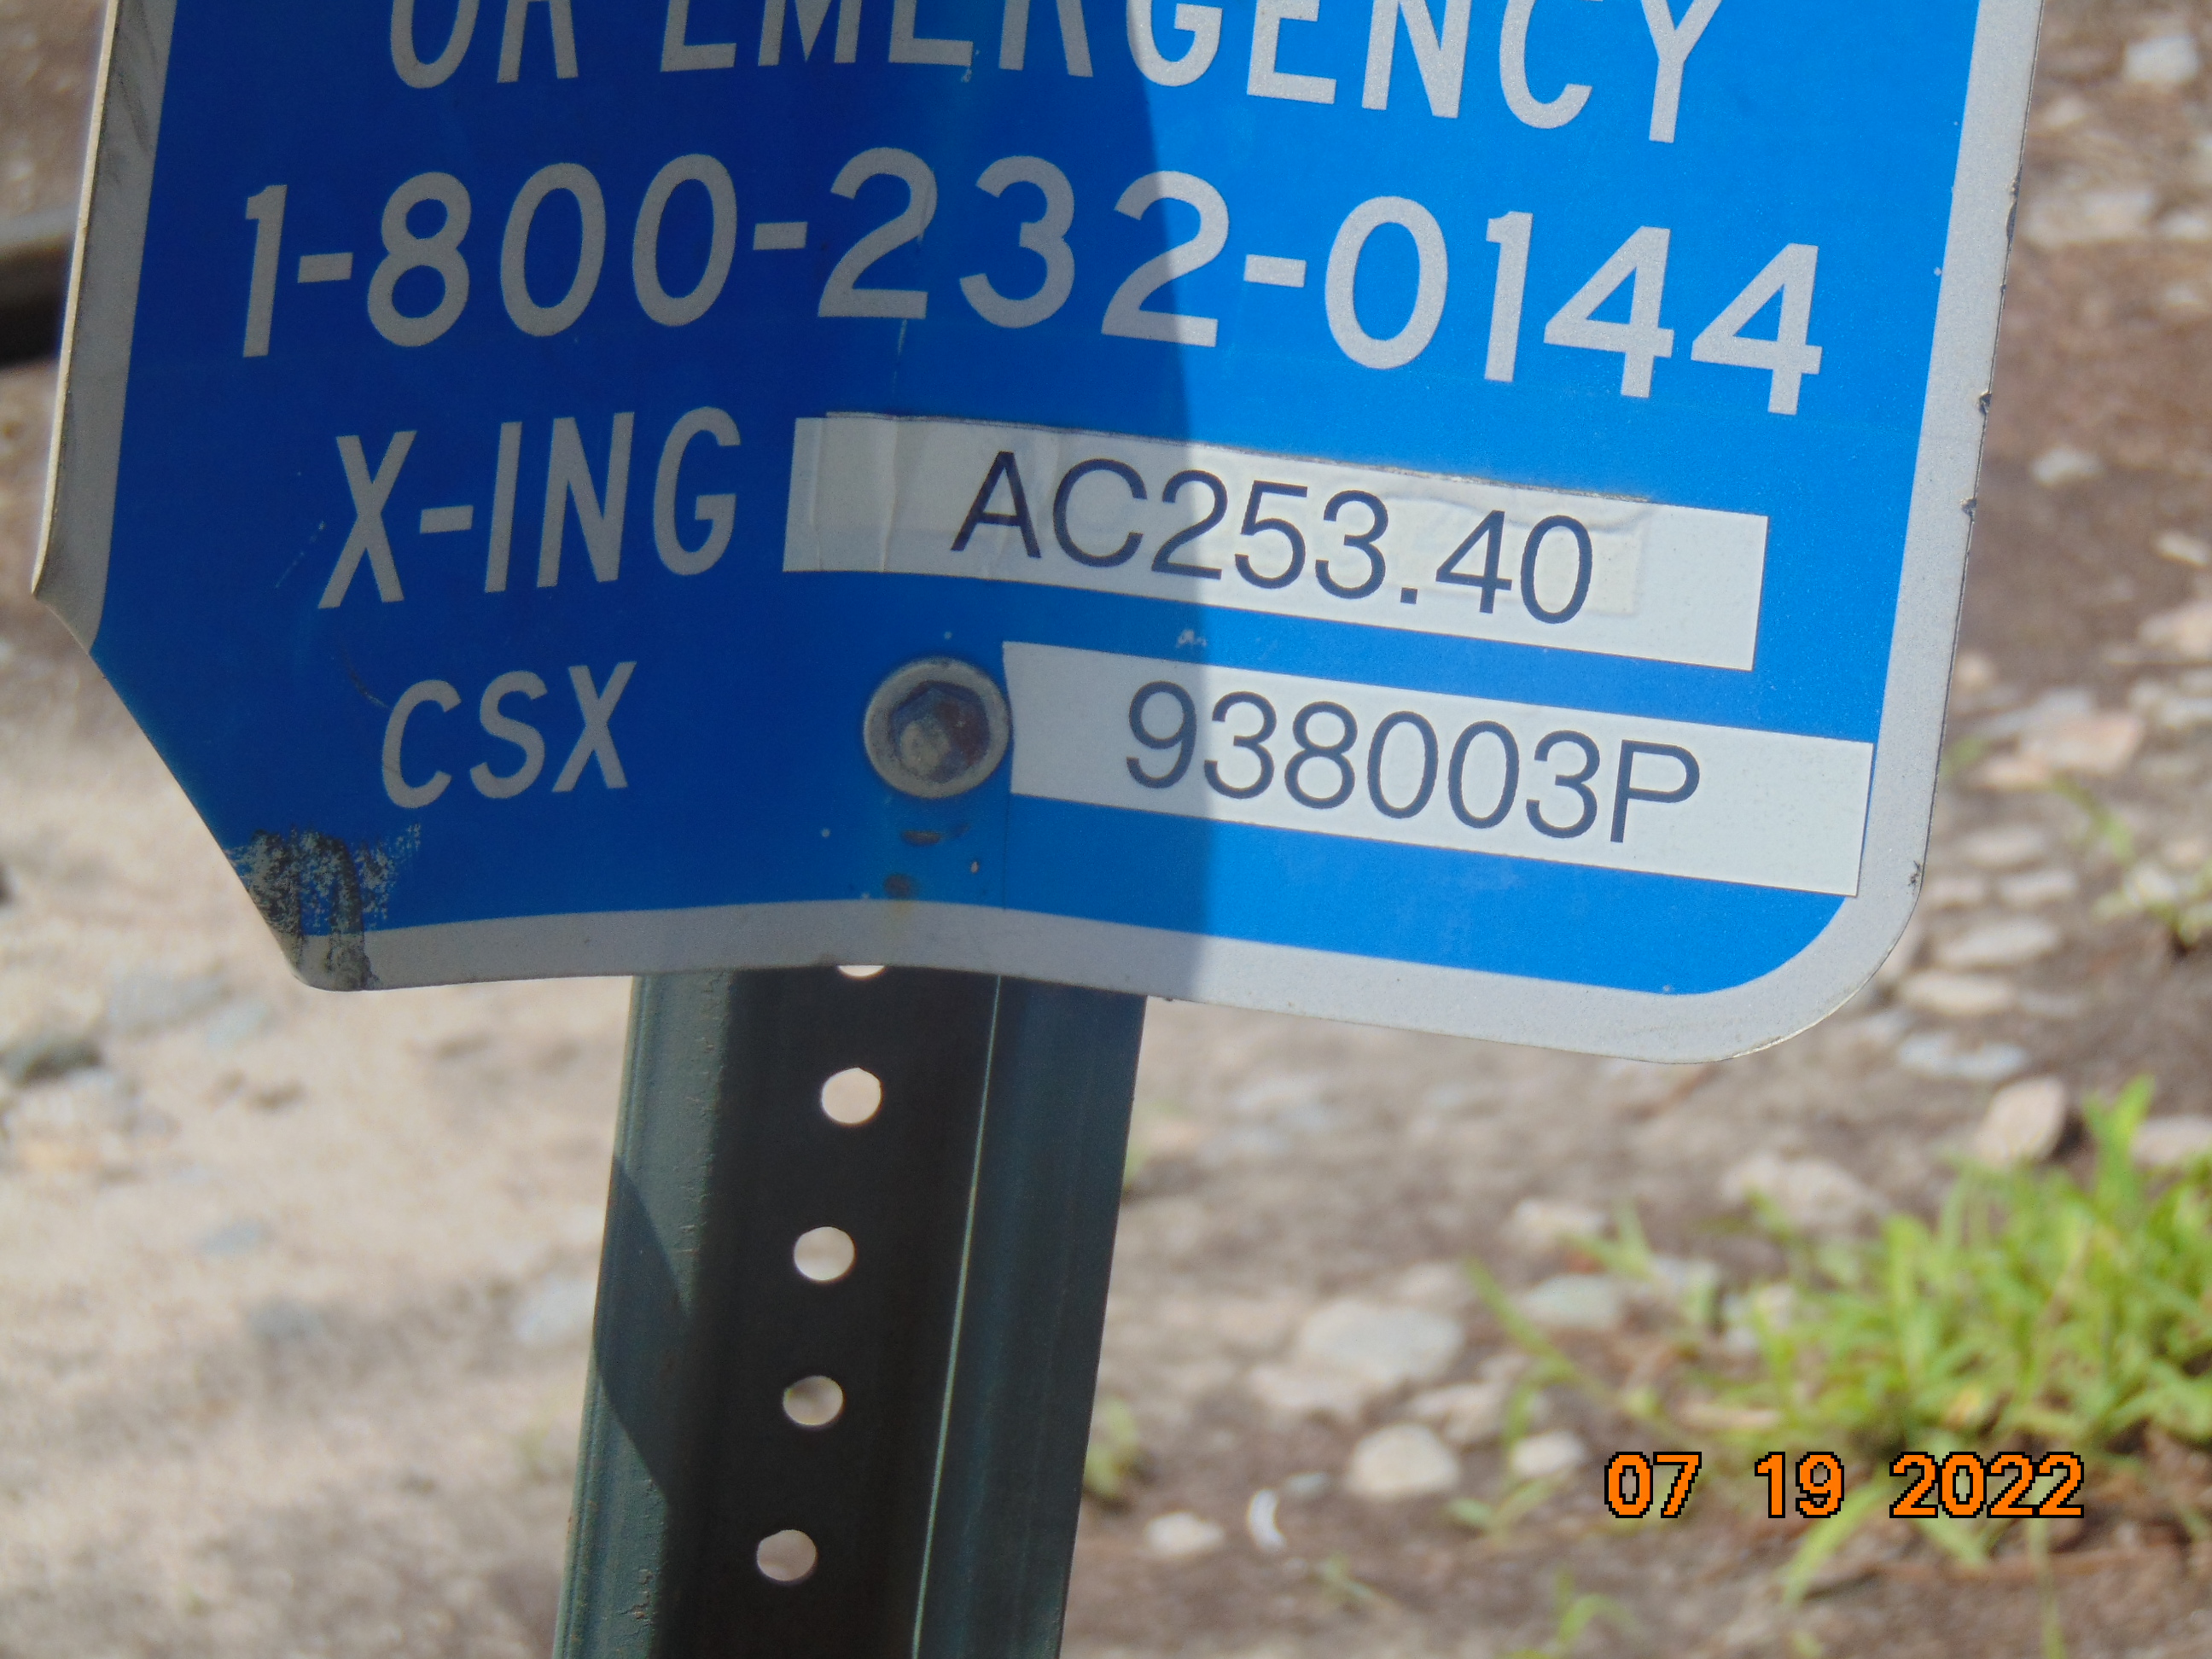 OR EMERGENCY
1-800-232-0144
X-ING AC253.40
CSX 938003P
07 19 2022